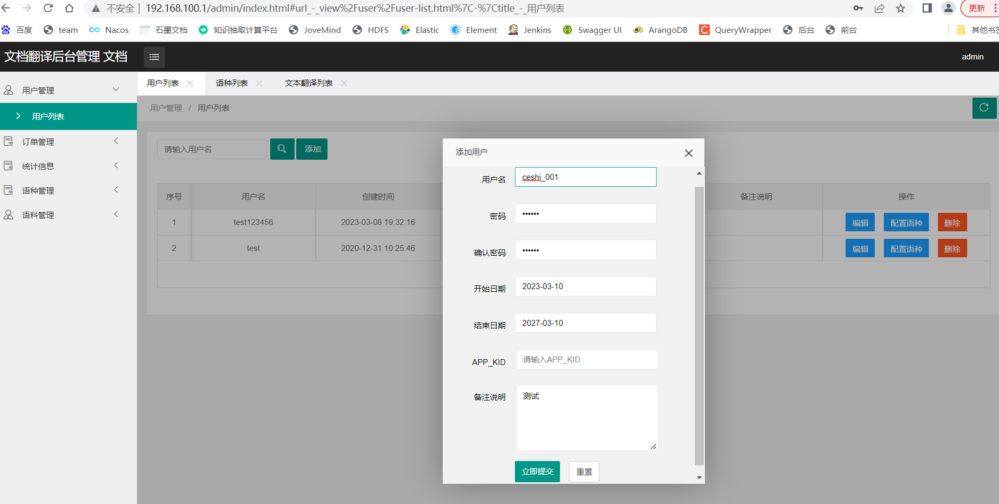 不安全 192.168.100.1/admin/index.html#url_-_view%2Fuser%2Fuser-list.html%7C-%7Ctitle_-_用户列表 更新
百度 team Nacos 石墨文档 知识抽取计算平台 JoveMind HDFS Elastic Element Jenkins Swagger UI ArangoDB QueryWrapper 后台 前台 其他书签
文档翻译后台管理 文档 admin
用户管理
用户列表
订单管理
统计信息
语种管理
语料管理
用户列表 语种列表 文本翻译列表
用户管理 / 用户列表
请输入用户名 添加
序号 用户名 创建时间 备注说明 操作
1 test123456 2023-03-08 19:32:16 编辑 配置语种 删除
2 test 2020-12-31 10:25:46 编辑 配置语种 删除
添加用户
用户名 ceshi_001
密码 ••••••
确认密码 ••••••
开始日期 2023-03-10
结束日期 2027-03-10
APP_KID 请输入APP_KID
备注说明 测试
立即提交 重置